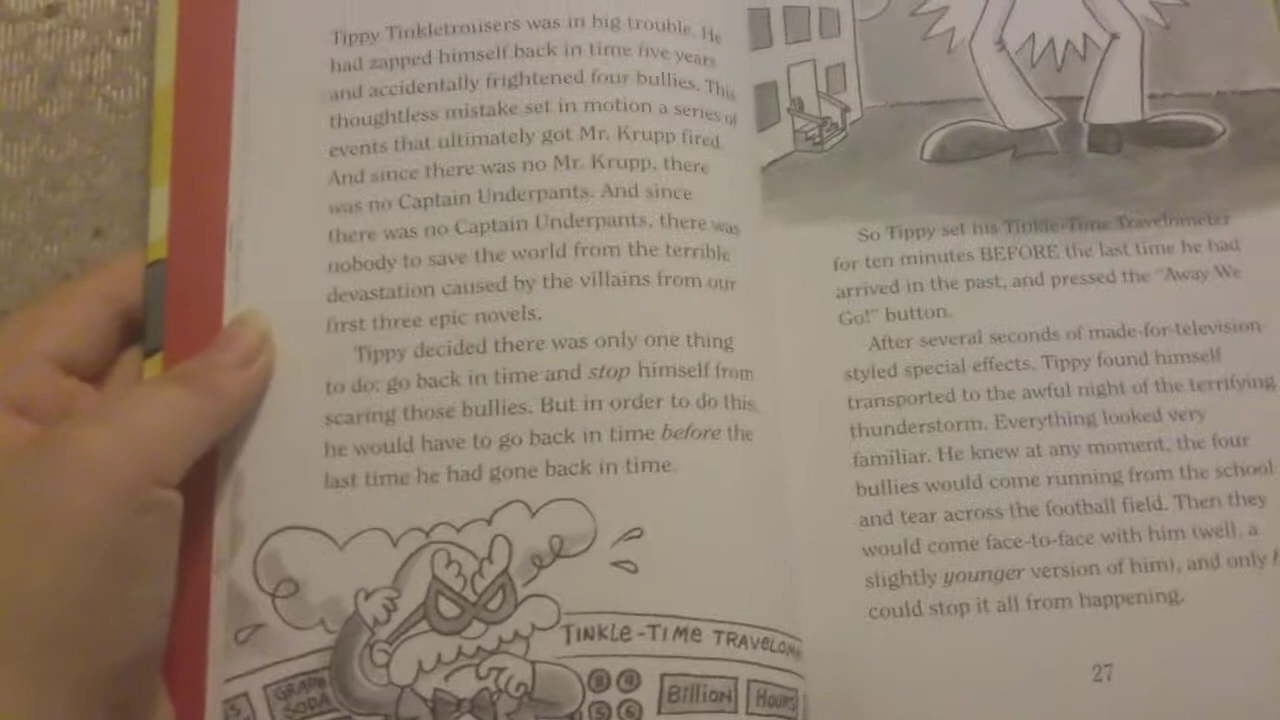 Tippy Tinkletrousers was in big trouble. He
had zapped himself back in time five years
and accidentally frightened four bullies. This
thoughtless mistake set in motion a series of
events that ultimately got Mr. Krupp fired.
And since there was no Mr. Krupp, there
was no Captain Underpants. And since
there was no Captain Underpants, there was
nobody to save the world from the terrible
devastation caused by the villains from our
first three epic novels.
Tippy decided there was only one thing
to do: go back in time and stop himself from
scaring those bullies. But in order to do this,
he would have to go back in time before the
last time he had gone back in time.
TINKLE-TIME TRAVELOM
GRAPE
SODA
8 9
5 6
BILLION
HOURS
So Tippy set his Tinkle-Time Travelometer
for ten minutes BEFORE the last time he had
arrived in the past, and pressed the "Away We
Go!" button.
After several seconds of made-for-television-
styled special effects, Tippy found himself
transported to the awful night of the terrifying
thunderstorm. Everything looked very
familiar. He knew at any moment, the four
bullies would come running from the school
and tear across the football field. Then they
would come face-to-face with him (well, a
slightly younger version of him), and only
could stop it all from happening.
27